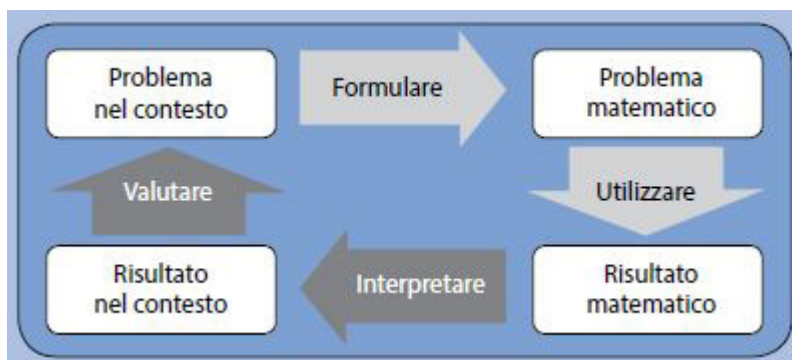 Problema
nel contesto
Formulare
Problema
matematico
Valutare
Utilizzare
Risultato
nel contesto
Interpretare
Risultato
matematico